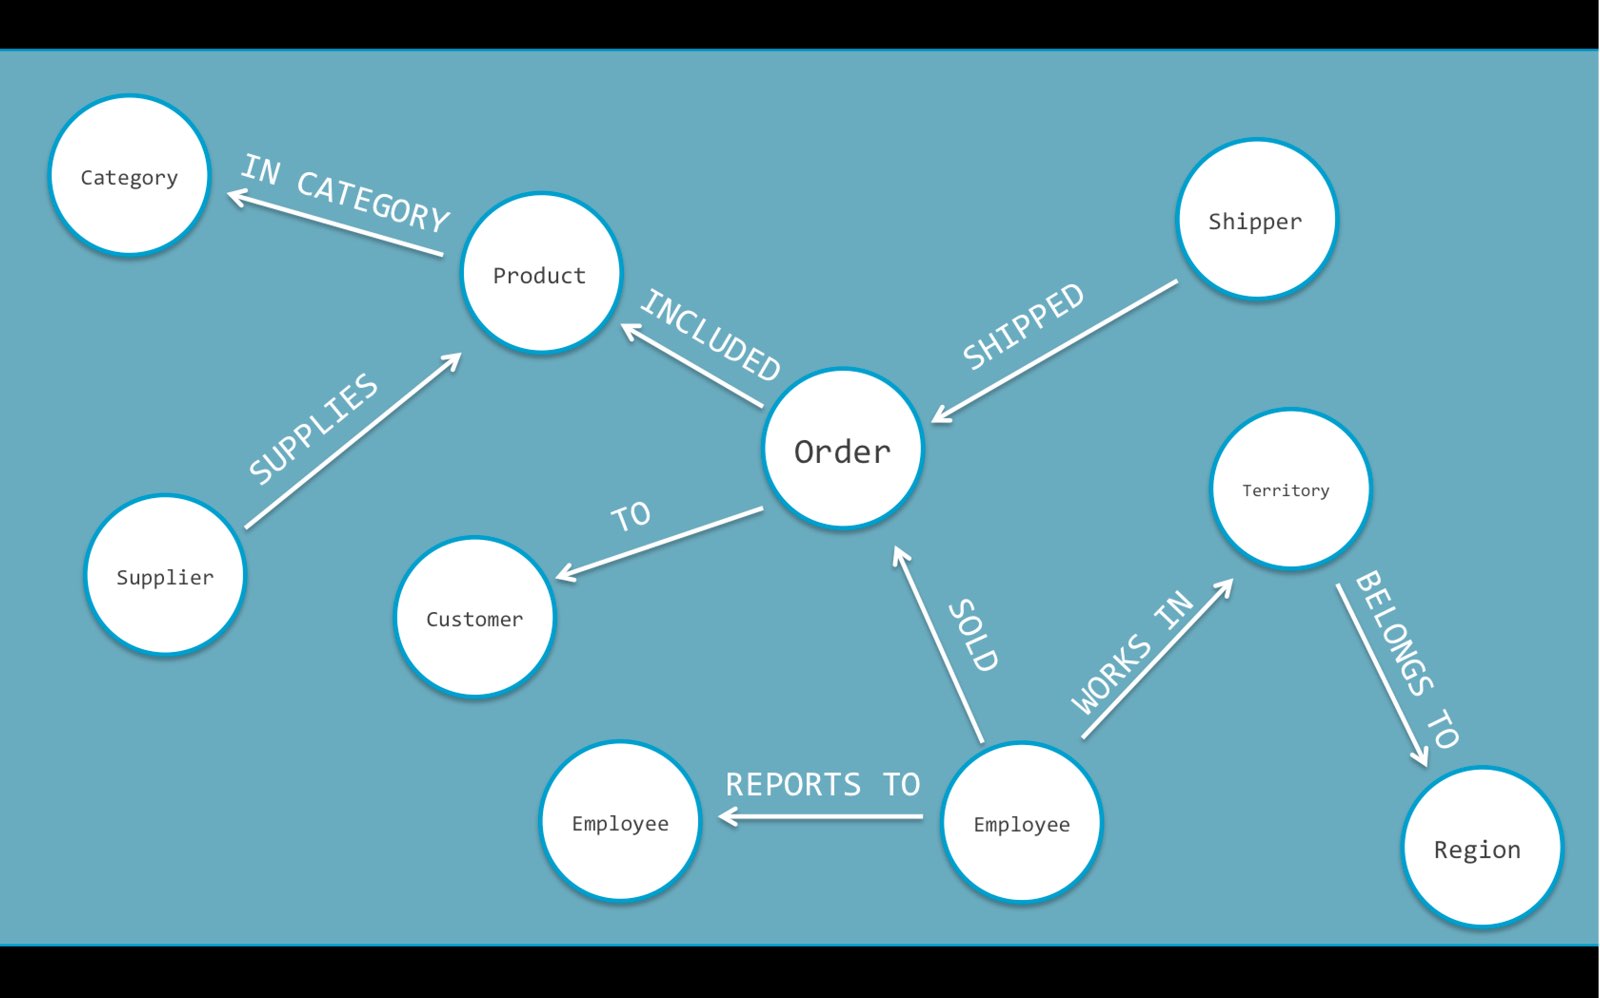 Category
IN CATEGORY
Product
Shipper
INCLUDED
SHIPPED
SUPPLIES
Order
Territory
TO
Supplier
Customer
SOLD
WORKS IN
BELONGS TO
REPORTS TO
Employee
Employee
Region